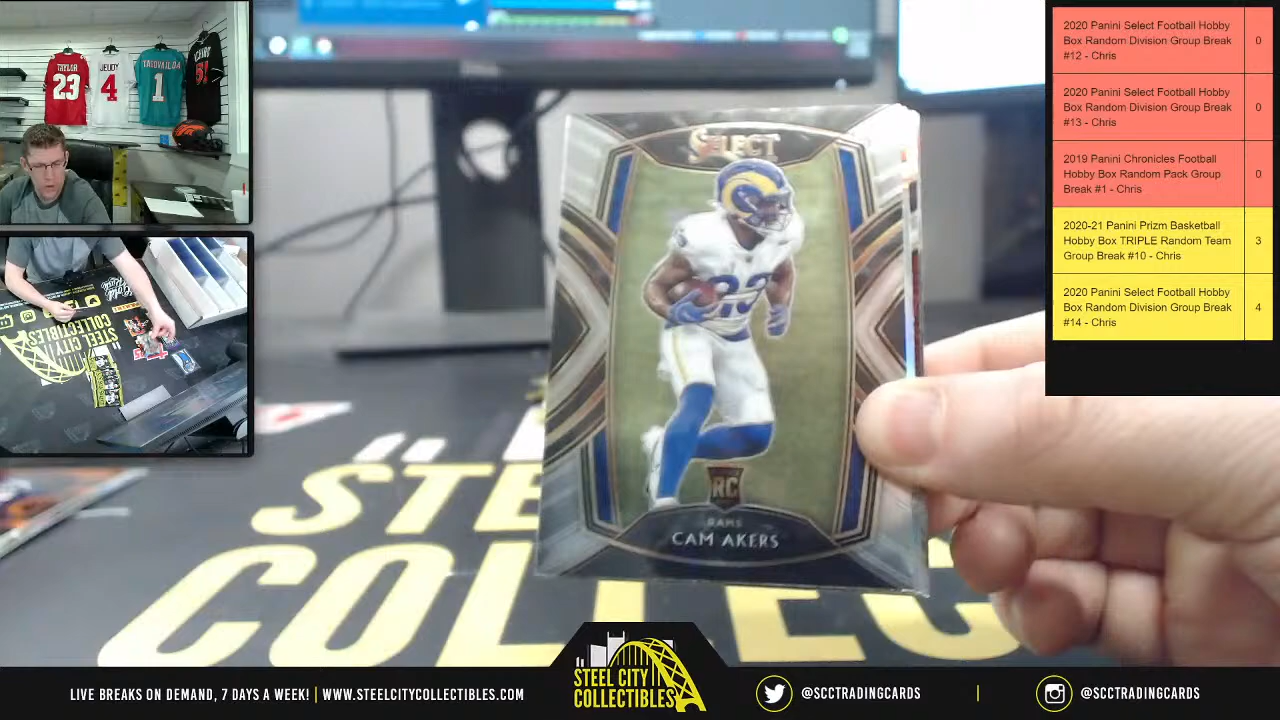 TAYLOR
23
JEUDY
4
TAGOVAILOA
1
2020 Panini Select Football Hobby
Box Random Division Group Break
#12 - Chris
0
2020 Panini Select Football Hobby
Box Random Division Group Break
#13 - Chris
0
2019 Panini Chronicles Football
Hobby Box Random Pack Group
Break #1 - Chris
0
2020-21 Panini Prizm Basketball
Hobby Box TRIPLE Random Team
Group Break #10 - Chris
3
2020 Panini Select Football Hobby
Box Random Division Group Break
#14 - Chris
4
SELECT
23
RC
RAMS
CAM AKERS
STEEL CITY
COLLECTIBLES
STEE
COLLEC
STEEL CITY
COLLECTIBLES
LIVE BREAKS ON DEMAND, 7 DAYS A WEEK! | WWW.STEELCITYCOLLECTIBLES.COM
@SCCTRADINGCARDS | @SCCTRADINGCARDS